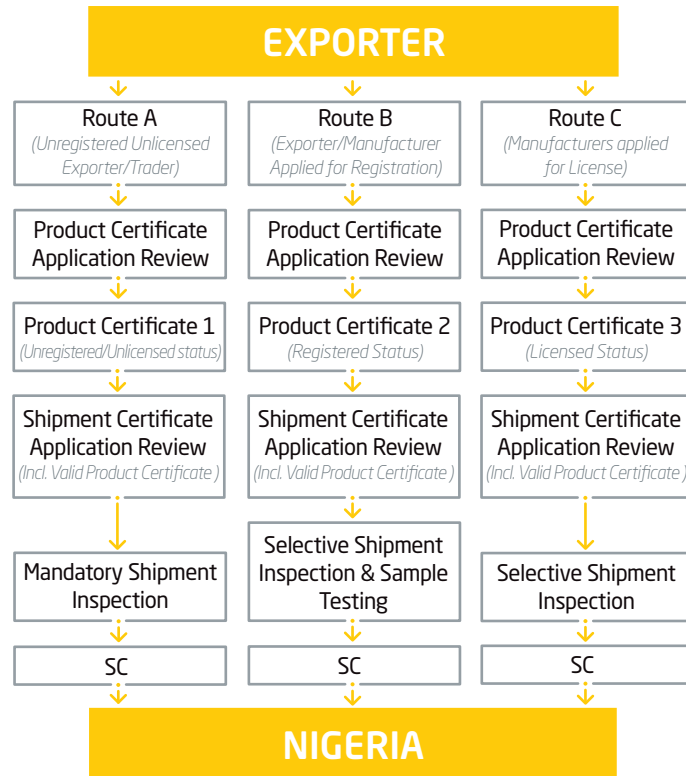 EXPORTER
Route A
(Unregistered Unlicensed
Exporter/Trader)
Route B
(Exporter/Manufacturer
Applied for Registration)
Route C
(Manufacturers applied
for License)
Product Certificate
Application Review
Product Certificate
Application Review
Product Certificate
Application Review
Product Certificate 1
(Unregistered/Unlicensed status)
Product Certificate 2
(Registered Status)
Product Certificate 3
(Licensed Status)
Shipment Certificate
Application Review
(Incl. Valid Product Certificate )
Shipment Certificate
Application Review
(Incl. Valid Product Certificate )
Shipment Certificate
Application Review
(Incl. Valid Product Certificate )
Mandatory Shipment
Inspection
Selective Shipment
Inspection & Sample
Testing
Selective Shipment
Inspection
SC
SC
SC
NIGERIA